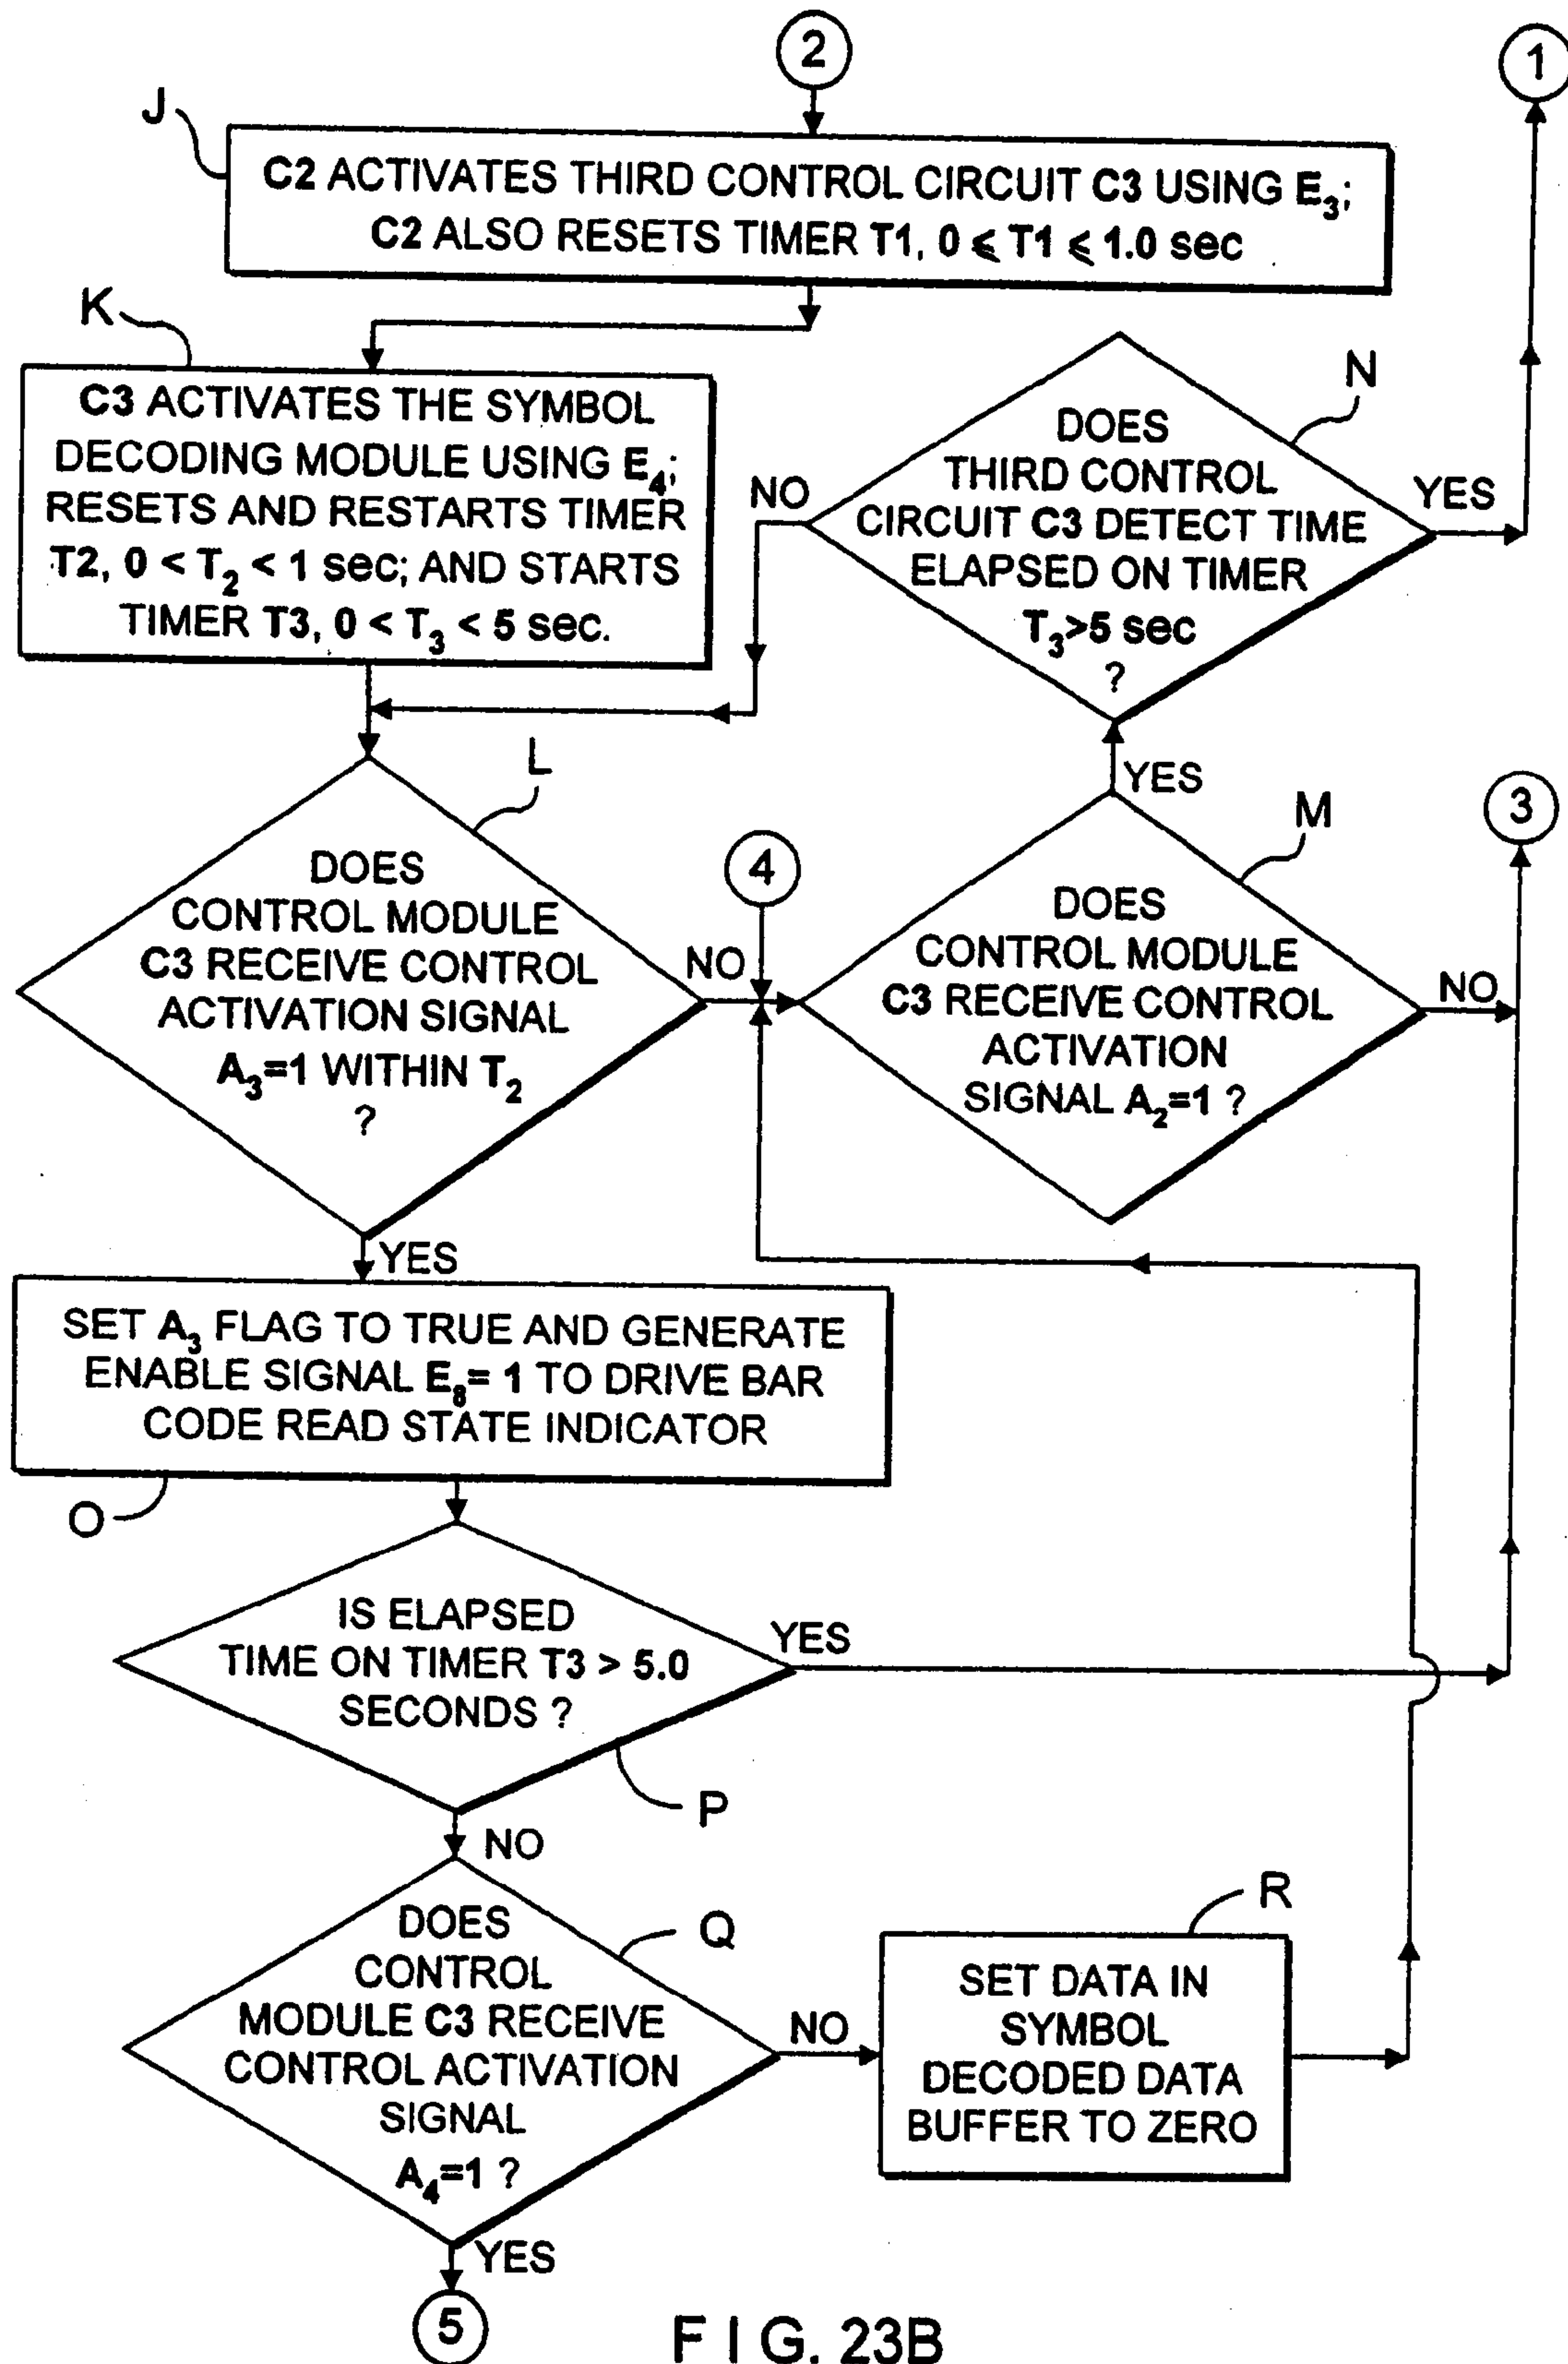 2
1
J
C2 ACTIVATES THIRD CONTROL CIRCUIT C3 USING E₃;
C2 ALSO RESETS TIMER T1, 0 ⩽ T1 ⩽ 1.0 sec
K
C3 ACTIVATES THE SYMBOL
DECODING MODULE USING E₄;
RESETS AND RESTARTS TIMER
T2, 0 < T₂ < 1 sec; AND STARTS
TIMER T3, 0 < T₃ < 5 sec.
N
DOES
THIRD CONTROL
CIRCUIT C3 DETECT TIME
ELAPSED ON TIMER
T₃>5 sec
?
NO
YES
L
DOES
CONTROL MODULE
C3 RECEIVE CONTROL
ACTIVATION SIGNAL
A₃=1 WITHIN T₂
?
NO
4
YES
M
3
DOES
CONTROL MODULE
C3 RECEIVE CONTROL
ACTIVATION
SIGNAL A₂=1 ?
NO
YES
SET A₃ FLAG TO TRUE AND GENERATE
ENABLE SIGNAL E₈= 1 TO DRIVE BAR
CODE READ STATE INDICATOR
O
IS ELAPSED
TIME ON TIMER T3 > 5.0
SECONDS ?
YES
P
NO
DOES
CONTROL
MODULE C3 RECEIVE
CONTROL ACTIVATION
SIGNAL
A₄=1 ?
Q
NO
R
SET DATA IN
SYMBOL
DECODED DATA
BUFFER TO ZERO
YES
5
FIG. 23B